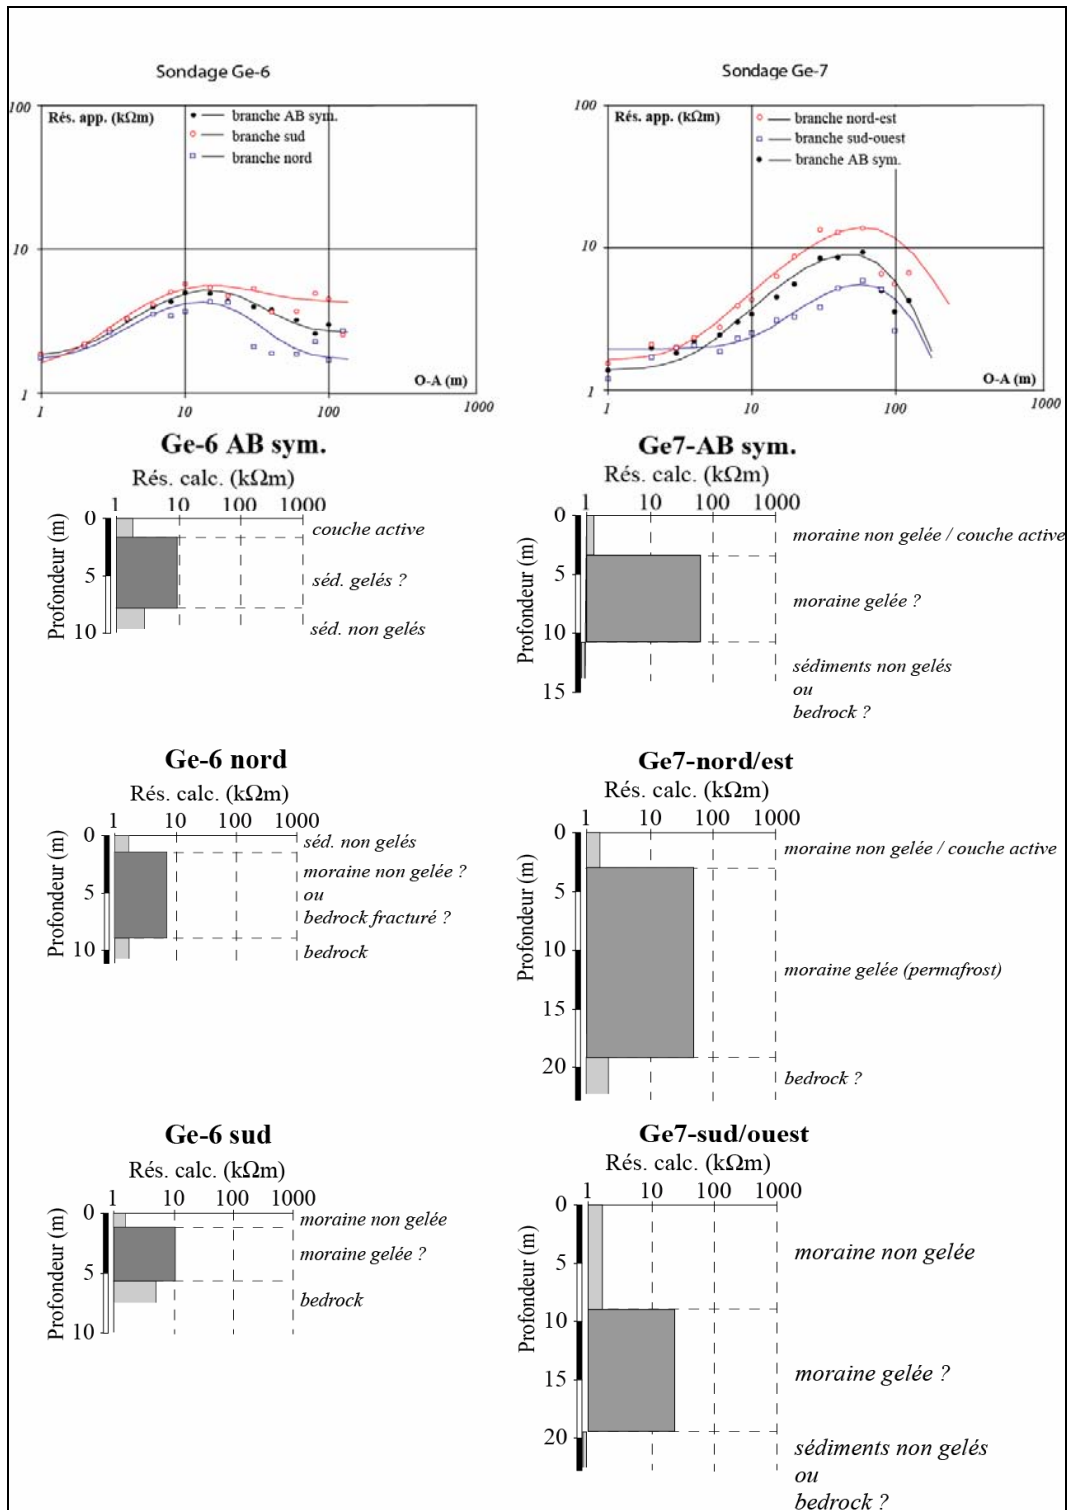 Sondage Ge-6
100
Rés. app. (kΩm)
branche AB sym.
branche sud
branche nord
10
1
O-A (m)
1 10 100 1000
Sondage Ge-7
100
Rés. app. (kΩm)
branche nord-est
branche sud-ouest
branche AB sym.
10
1
O-A (m)
1 10 100 1000
Ge-6 AB sym.
Rés. calc. (kΩm)
1 10 100 1000
Profondeur (m)
0
5
10
couche active
séd. gelés ?
séd. non gelés
Ge7-AB sym.
Rés. calc. (kΩm)
1 10 100 1000
Profondeur (m)
0
5
10
15
moraine non gelée / couche active
moraine gelée ?
sédiments non gelés
ou
bedrock ?
Ge-6 nord
Rés. calc. (kΩm)
1 10 100 1000
Profondeur (m)
0
5
10
séd. non gelés
moraine non gelée ?
ou
bedrock fracturé ?
bedrock
Ge7-nord/est
Rés. calc. (kΩm)
1 10 100 1000
Profondeur (m)
0
5
10
15
20
moraine non gelée / couche active
moraine gelée (permafrost)
bedrock ?
Ge-6 sud
Rés. calc. (kΩm)
1 10 100 1000
Profondeur (m)
0
5
10
moraine non gelée
moraine gelée ?
bedrock
Ge7-sud/ouest
Rés. calc. (kΩm)
1 10 100 1000
Profondeur (m)
0
5
10
15
20
moraine non gelée
moraine gelée ?
sédiments non gelés
ou
bedrock ?